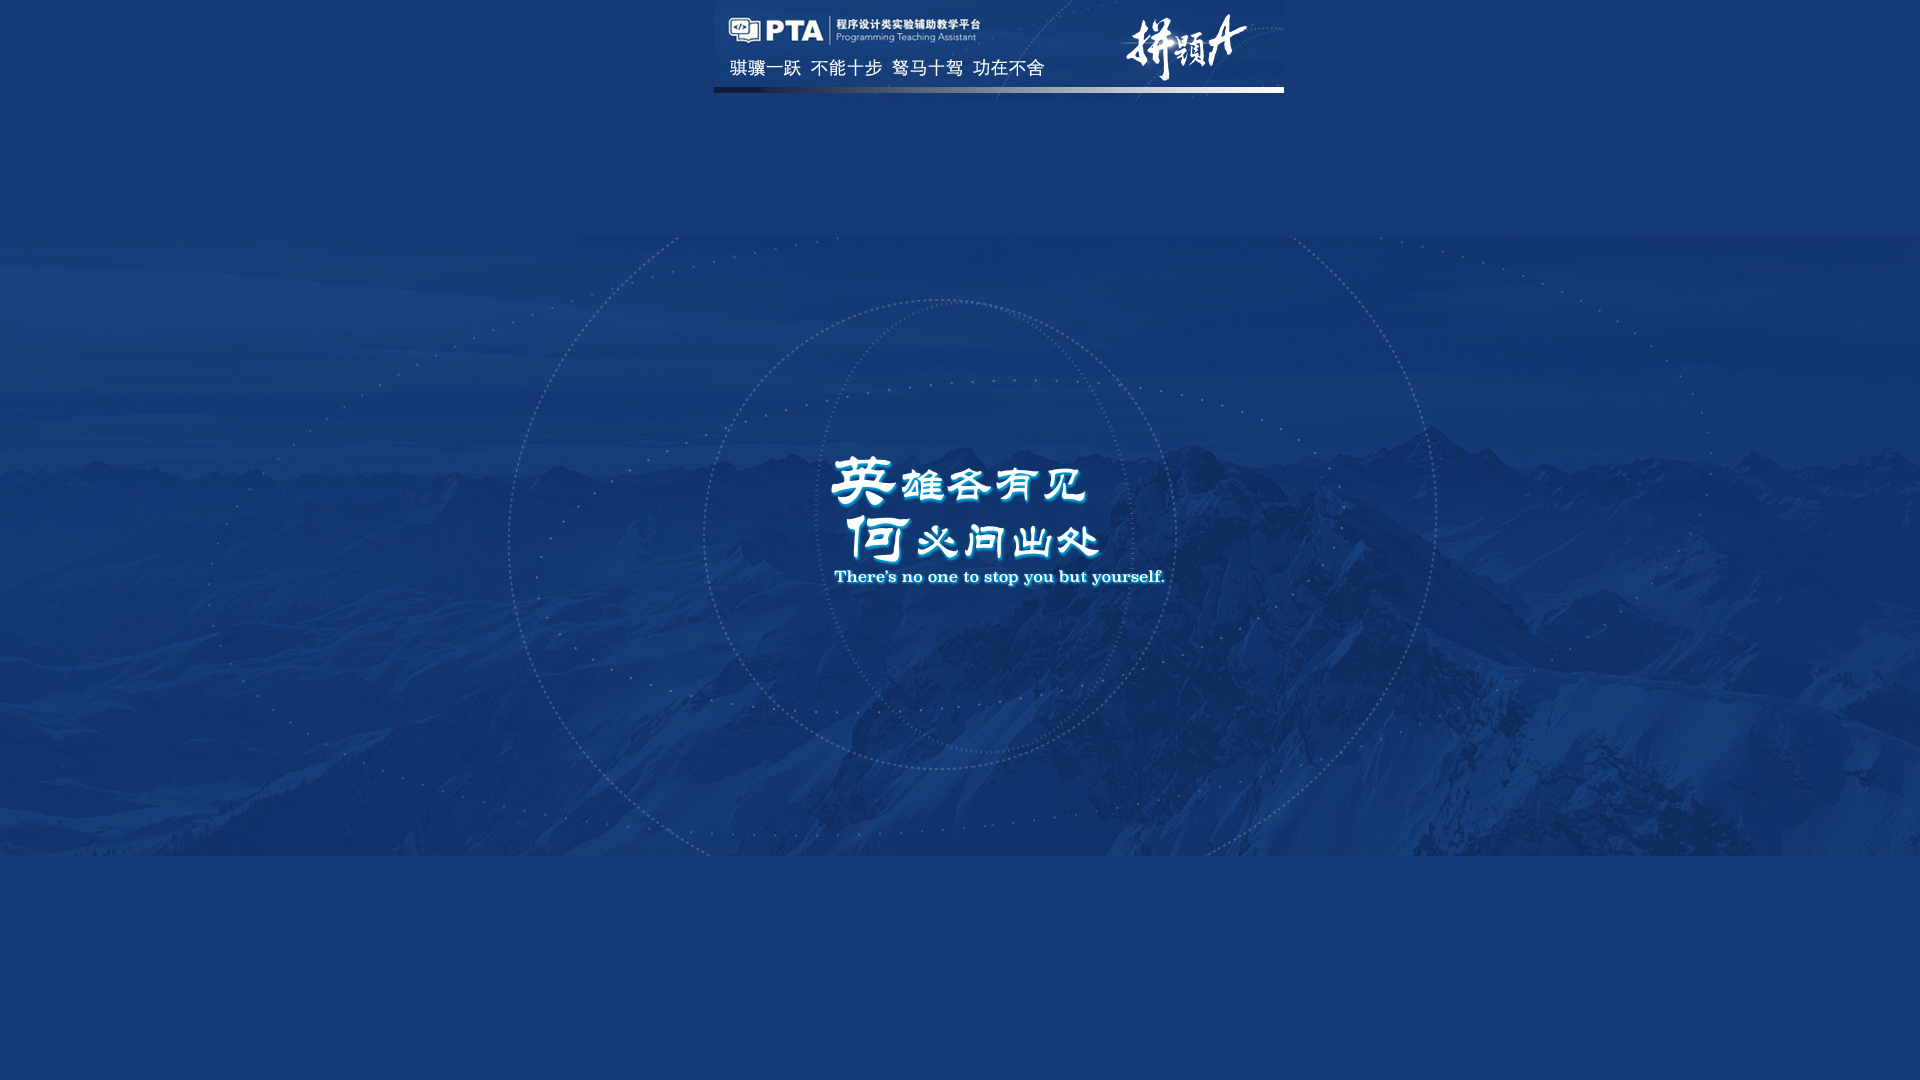 PTA 程序设计类实验辅助教学平台
Programming Teaching Assistant
骐骥一跃 不能十步 驽马十驾 功在不舍
拼题A
英雄各有见
何必问出处
There's no one to stop you but yourself.